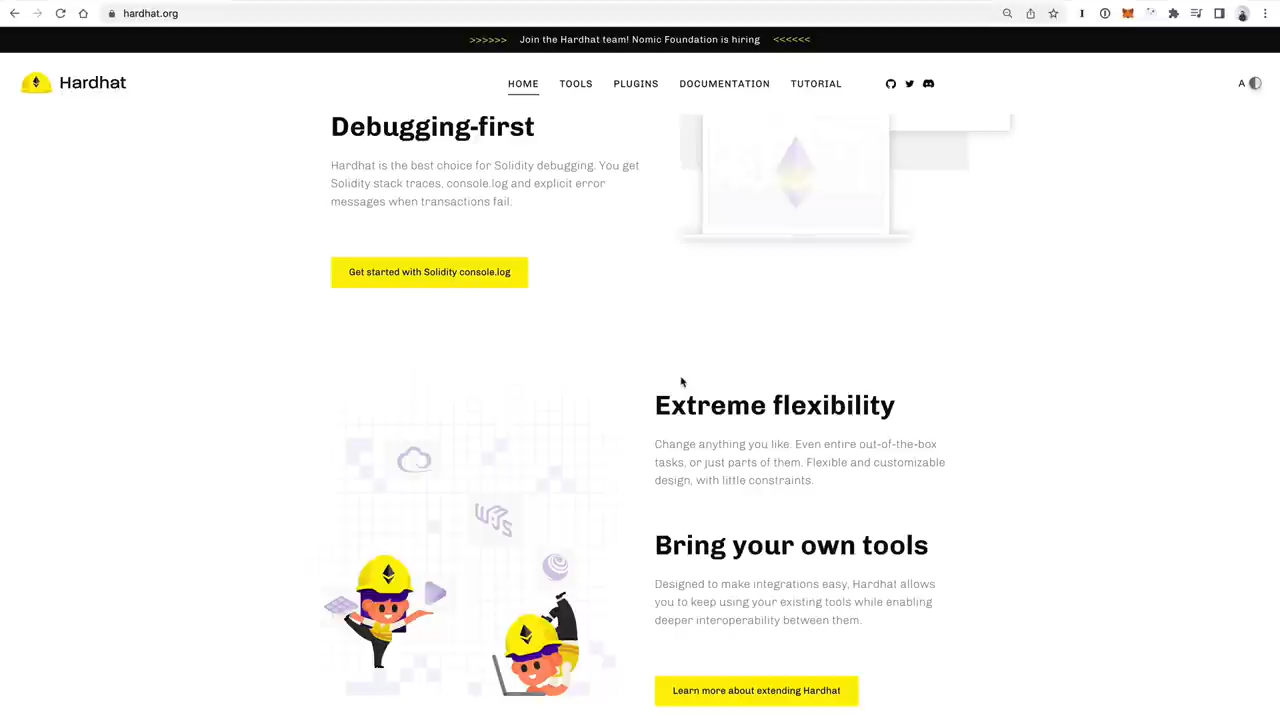 hardhat.org
>>>>>> Join the Hardhat team! Nomic Foundation is hiring <<<<<<
Hardhat
HOME TOOLS PLUGINS DOCUMENTATION TUTORIAL
A
Debugging-first
Hardhat is the best choice for Solidity debugging. You get
Solidity stack traces, console.log and explicit error
messages when transactions fail.
Get started with Solidity console.log
Extreme flexibility
Change anything you like. Even entire out-of-the-box
tasks, or just parts of them. Flexible and customizable
design, with little constraints.
Bring your own tools
Designed to make integrations easy, Hardhat allows
you to keep using your existing tools while enabling
deeper interoperability between them.
Learn more about extending Hardhat